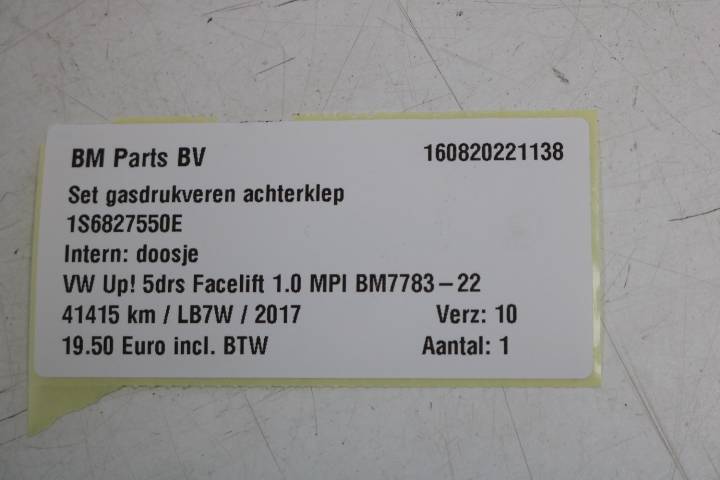 BM Parts BV 160820221138
Set gasdrukveren achterklep
1S6827550E
Intern: doosje
VW Up! 5drs Facelift 1.0 MPI BM7783-22
41415 km / LB7W / 2017 Verz: 10
19.50 Euro incl. BTW Aantal: 1